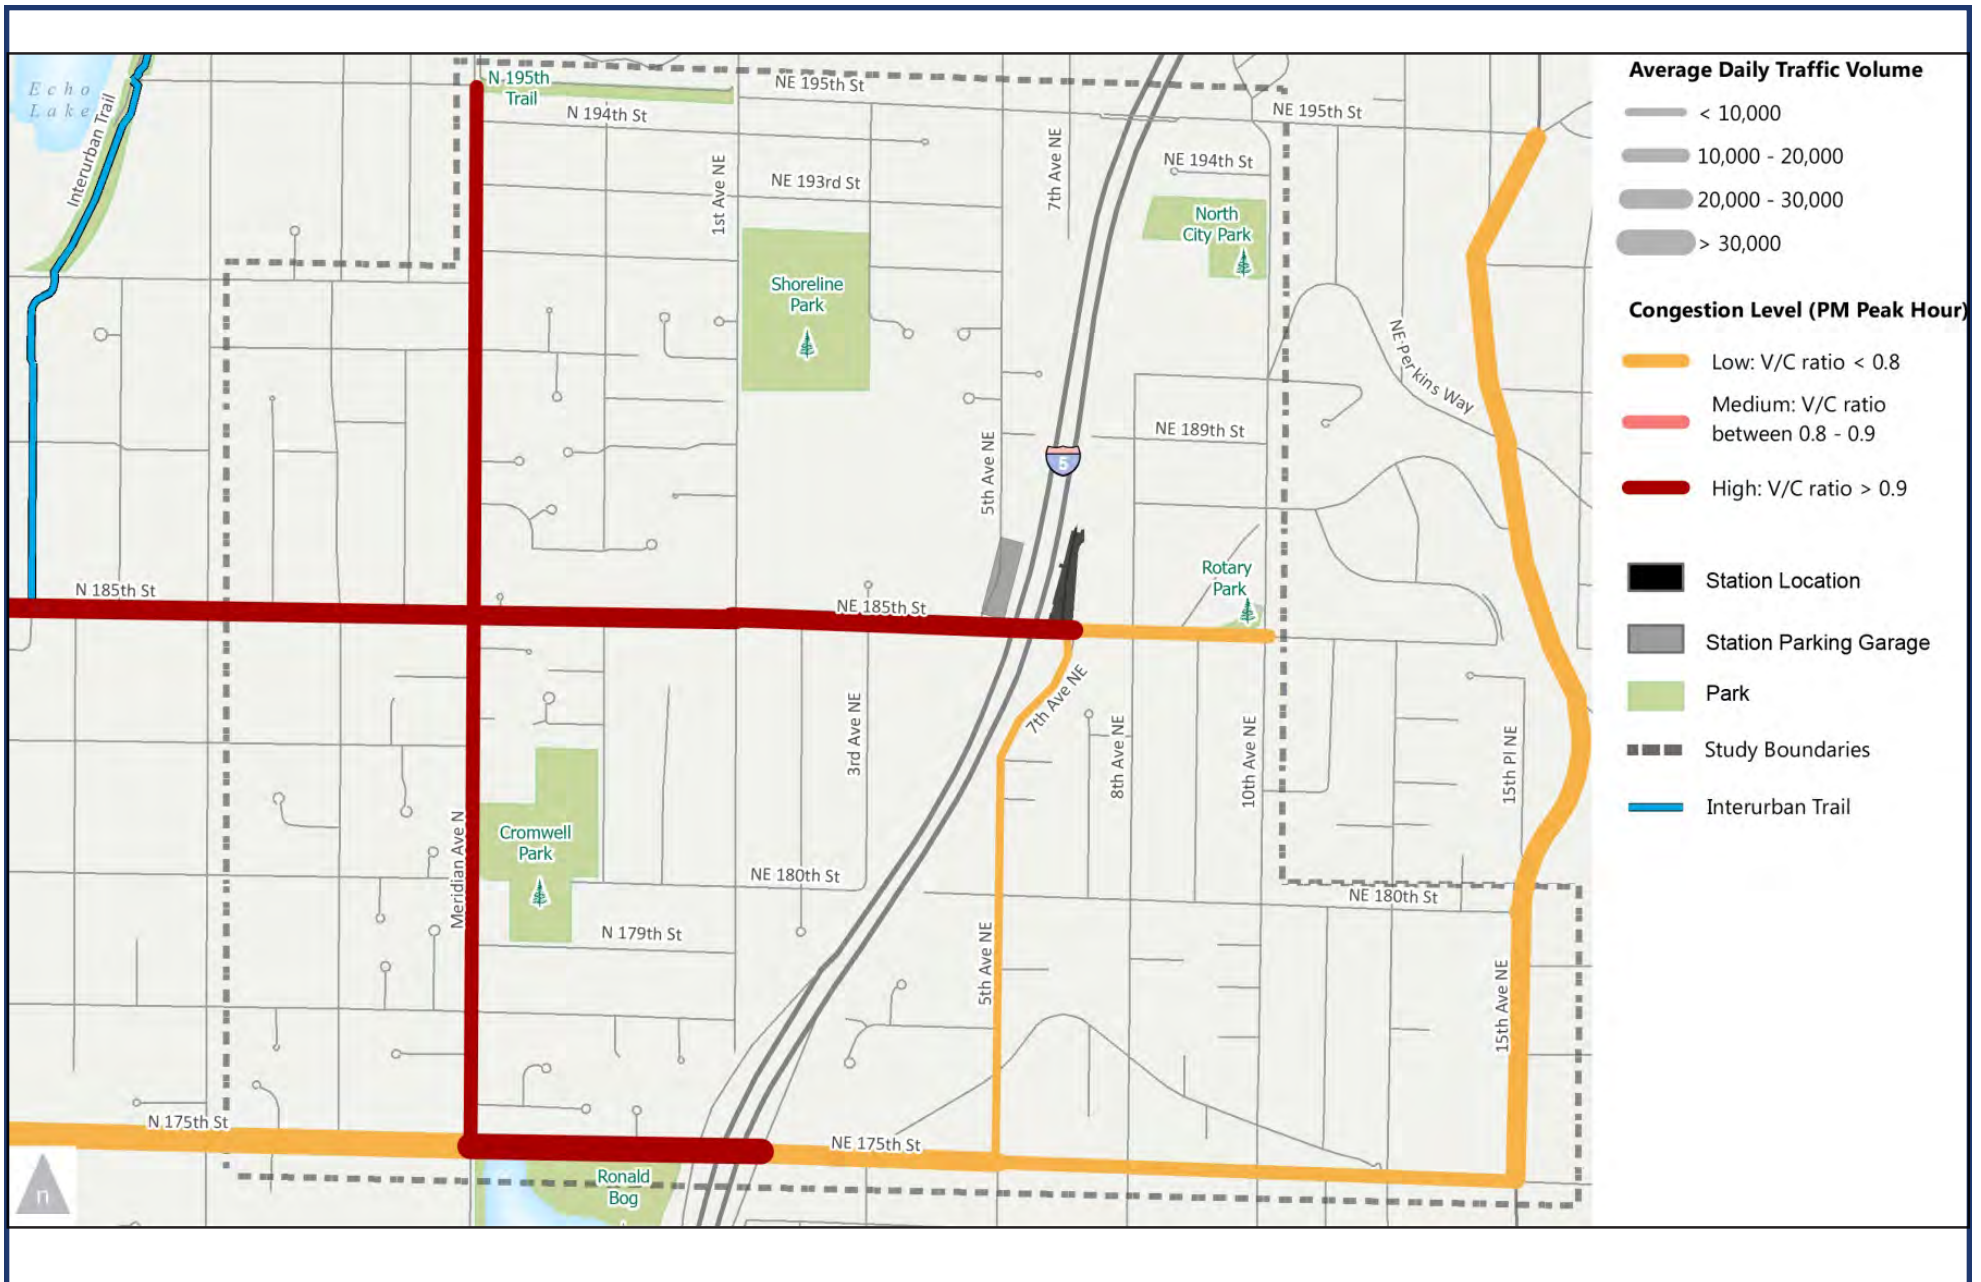 Echo
Lake
Interurban Trail
N 195th
Trail
N 194th St
NE 195th St
NE 195th St
1st Ave NE
NE 193rd St
7th Ave NE
NE 194th St
North
City Park
Shoreline
Park
NE Perkins Way
5th Ave NE
NE 189th St
5
N 185th St
NE 185th St
Rotary
Park
7th Ave NE
3rd Ave NE
8th Ave NE
10th Ave NE
15th Pl NE
Meridian Ave N
Cromwell
Park
NE 180th St
NE 180th St
N 179th St
5th Ave NE
15th Ave NE
N 175th St
NE 175th St
Ronald
Bog
n
Average Daily Traffic Volume
< 10,000
10,000 - 20,000
20,000 - 30,000
> 30,000
Congestion Level (PM Peak Hour)
Low: V/C ratio < 0.8
Medium: V/C ratio
between 0.8 - 0.9
High: V/C ratio > 0.9
Station Location
Station Parking Garage
Park
Study Boundaries
Interurban Trail